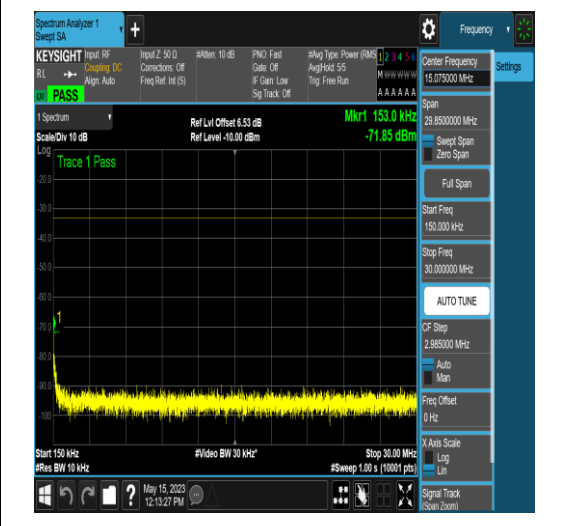 Spectrum Analyzer 1
Swept SA
+
Frequency
KEYSIGHT
RL
PASS
Input: RF
Coupling: DC
Align: Auto
Input Z: 50 Ω
Corrections: Off
Freq Ref: Int (S)
#Atten: 10 dB
PNO: Fast
Gate: Off
IF Gain: Low
Sig Track: Off
#Avg Type: Power (RMS
Avg|Hold: 5/5
Trig: Free Run
1 2 3 4 5 6
M W W W W W
A A A A A A
1 Spectrum
Scale/Div 10 dB
Ref Lvl Offset 6.53 dB
Ref Level -10.00 dBm
Mkr1 153.0 kHz
-71.85 dBm
Log
Trace 1 Pass
-20.0
-30.0
-40.0
-50.0
-60.0
-70.0
-80.0
-90.0
-100
1
Start 150 kHz
#Res BW 10 kHz
#Video BW 30 kHz*
Stop 30.00 MHz
#Sweep 1.00 s (10001 pts)
?
May 15, 2023
12:13:27 PM
Center Frequency
15.075000 MHz
Span
29.8500000 MHz
Swept Span
Zero Span
Full Span
Start Freq
150.000 kHz
Stop Freq
30.000000 MHz
AUTO TUNE
CF Step
2.985000 MHz
Auto
Man
Freq Offset
0 Hz
X Axis Scale
Log
Lin
Signal Track
(Span Zoom)
Settings